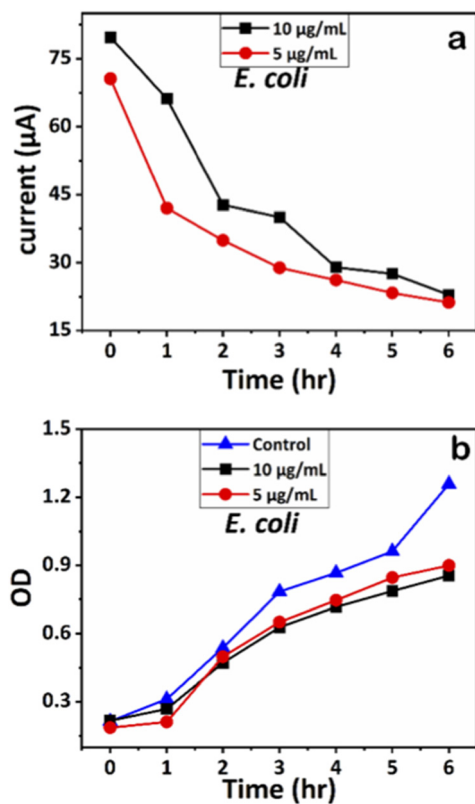 a
10 µg/mL
5 µg/mL
E. coli
75
60
45
30
15
current (µA)
0 1 2 3 4 5 6
Time (hr)
b
Control
10 µg/mL
5 µg/mL
E. coli
1.5
1.2
0.9
0.6
0.3
OD
0 1 2 3 4 5 6
Time (hr)